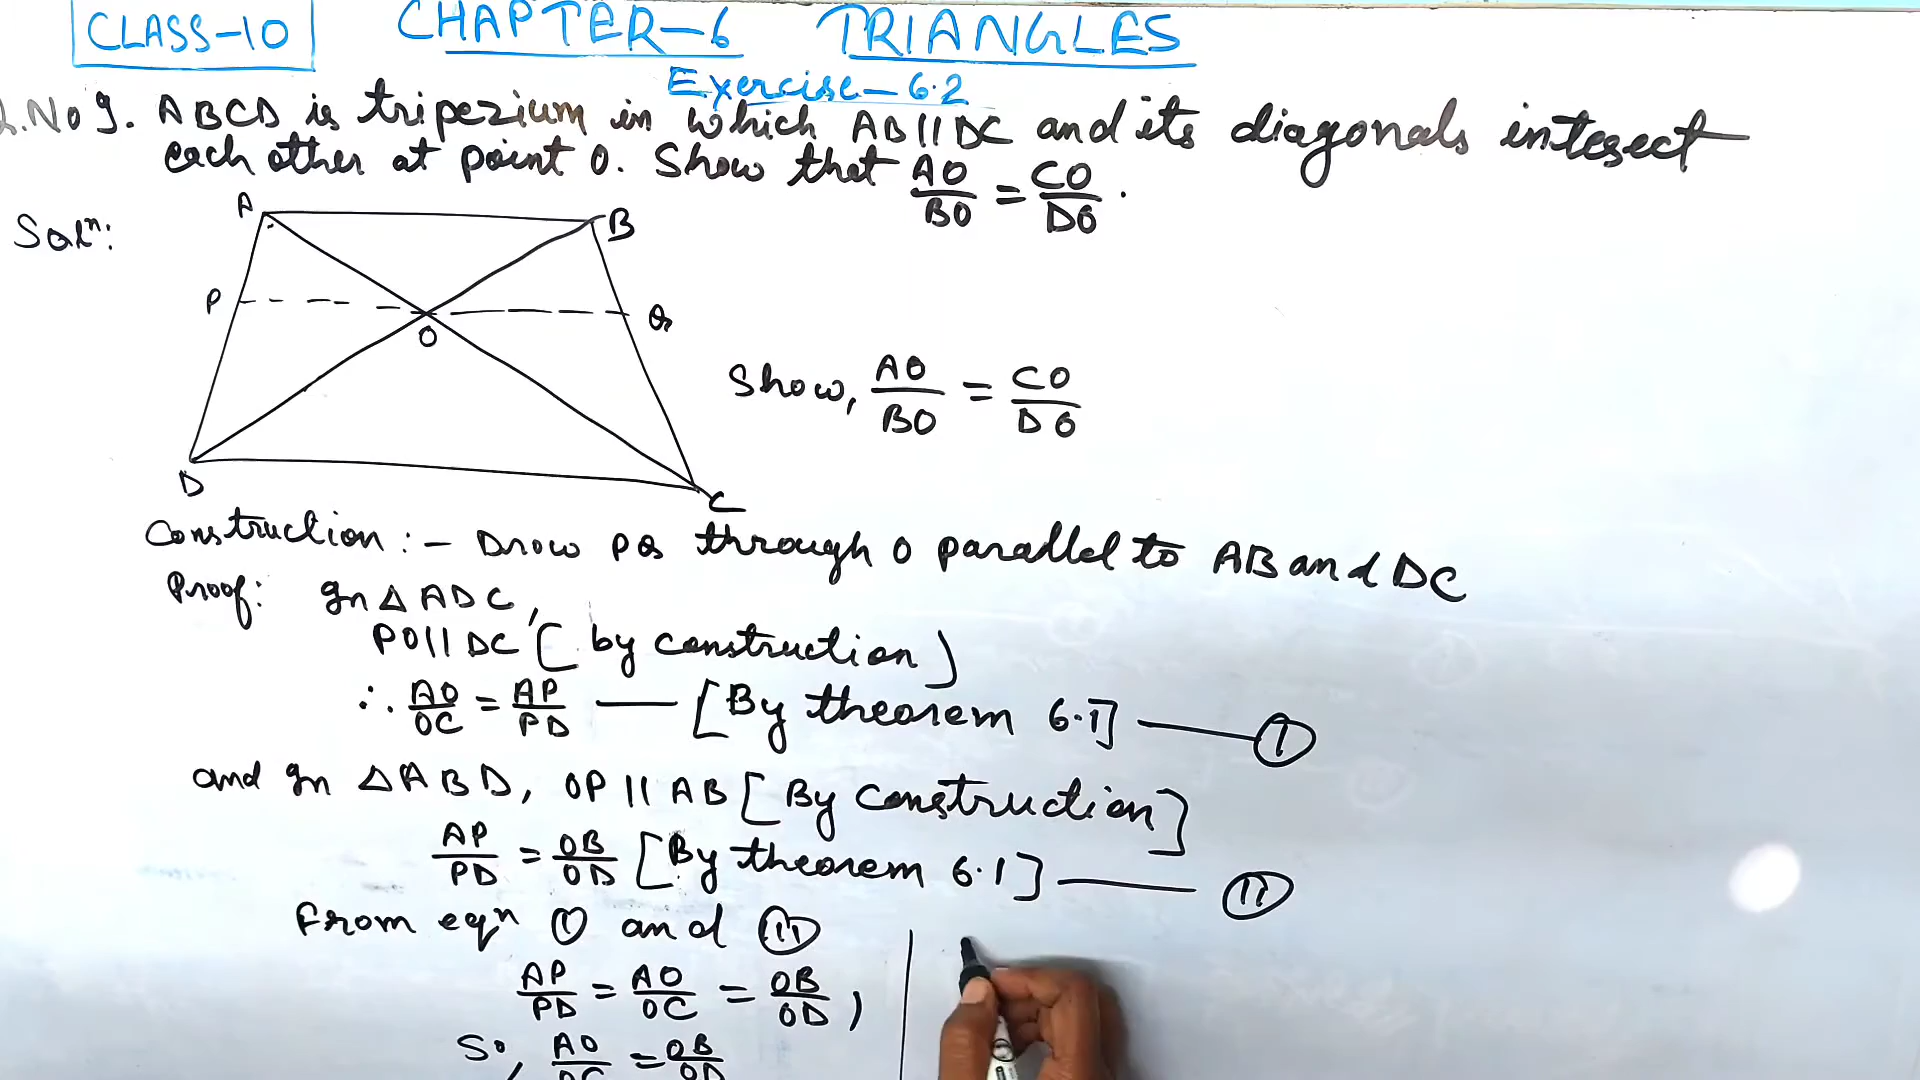 CLASS-10 CHAPTER-6 TRIANGLES
Exercise-6.2
.No 9. ABCD is tripezium in which AB||DC and its diagonals intesect
each other at point O. Show that AO/BO = CO/DO.
Solⁿ:
A
B
P
Q
O
D
C
Show, AO/BO = CO/DO
Construction:- Drow PQ through O parallel to AB and DC
Proof: In △ADC,
PO||DC [by construction]
∴ AO/OC = AP/PD — [By theorem 6.1] — I
and In △ABD, OP||AB [By construction]
AP/PD = OB/OD [By theorem 6.1] — II
From eqⁿ I and II
AP/PD = AO/OC = OB/OD,
So, AO/OC = OB/OD